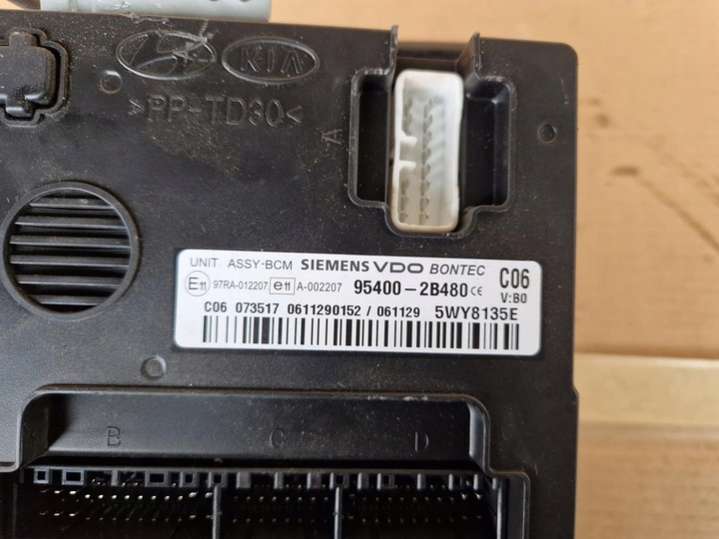 KIA
>PP-TD30<
A
UNIT ASSY-BCM SIEMENS VDO BONTEC C06
E11 97RA-012207 e11 A-002207 95400-2B480 CE V:B0
C06 073517 0611290152 / 061129 5WY8135E
B C D